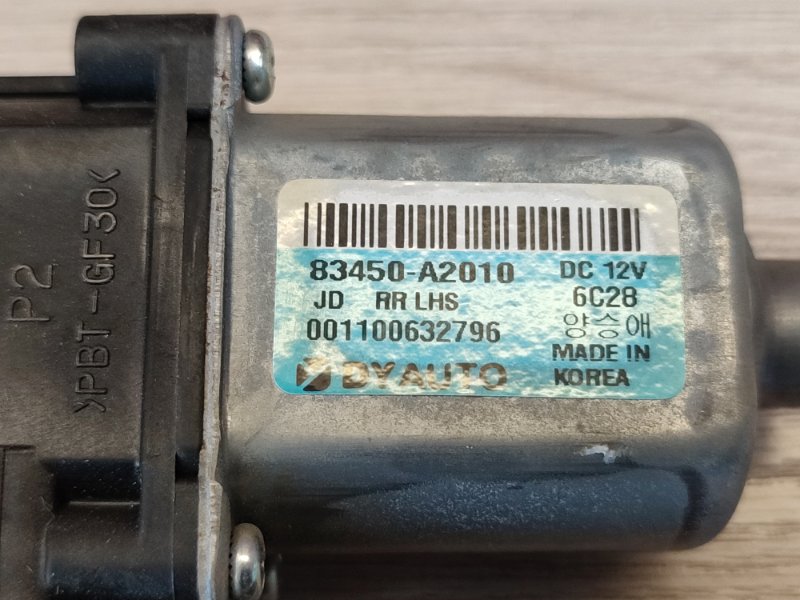 83450-A2010 DC 12V
JD RR LHS 6C28
001100632796 양승애
DYAUTO MADE IN
KOREA
P2
>PBT-GF30<